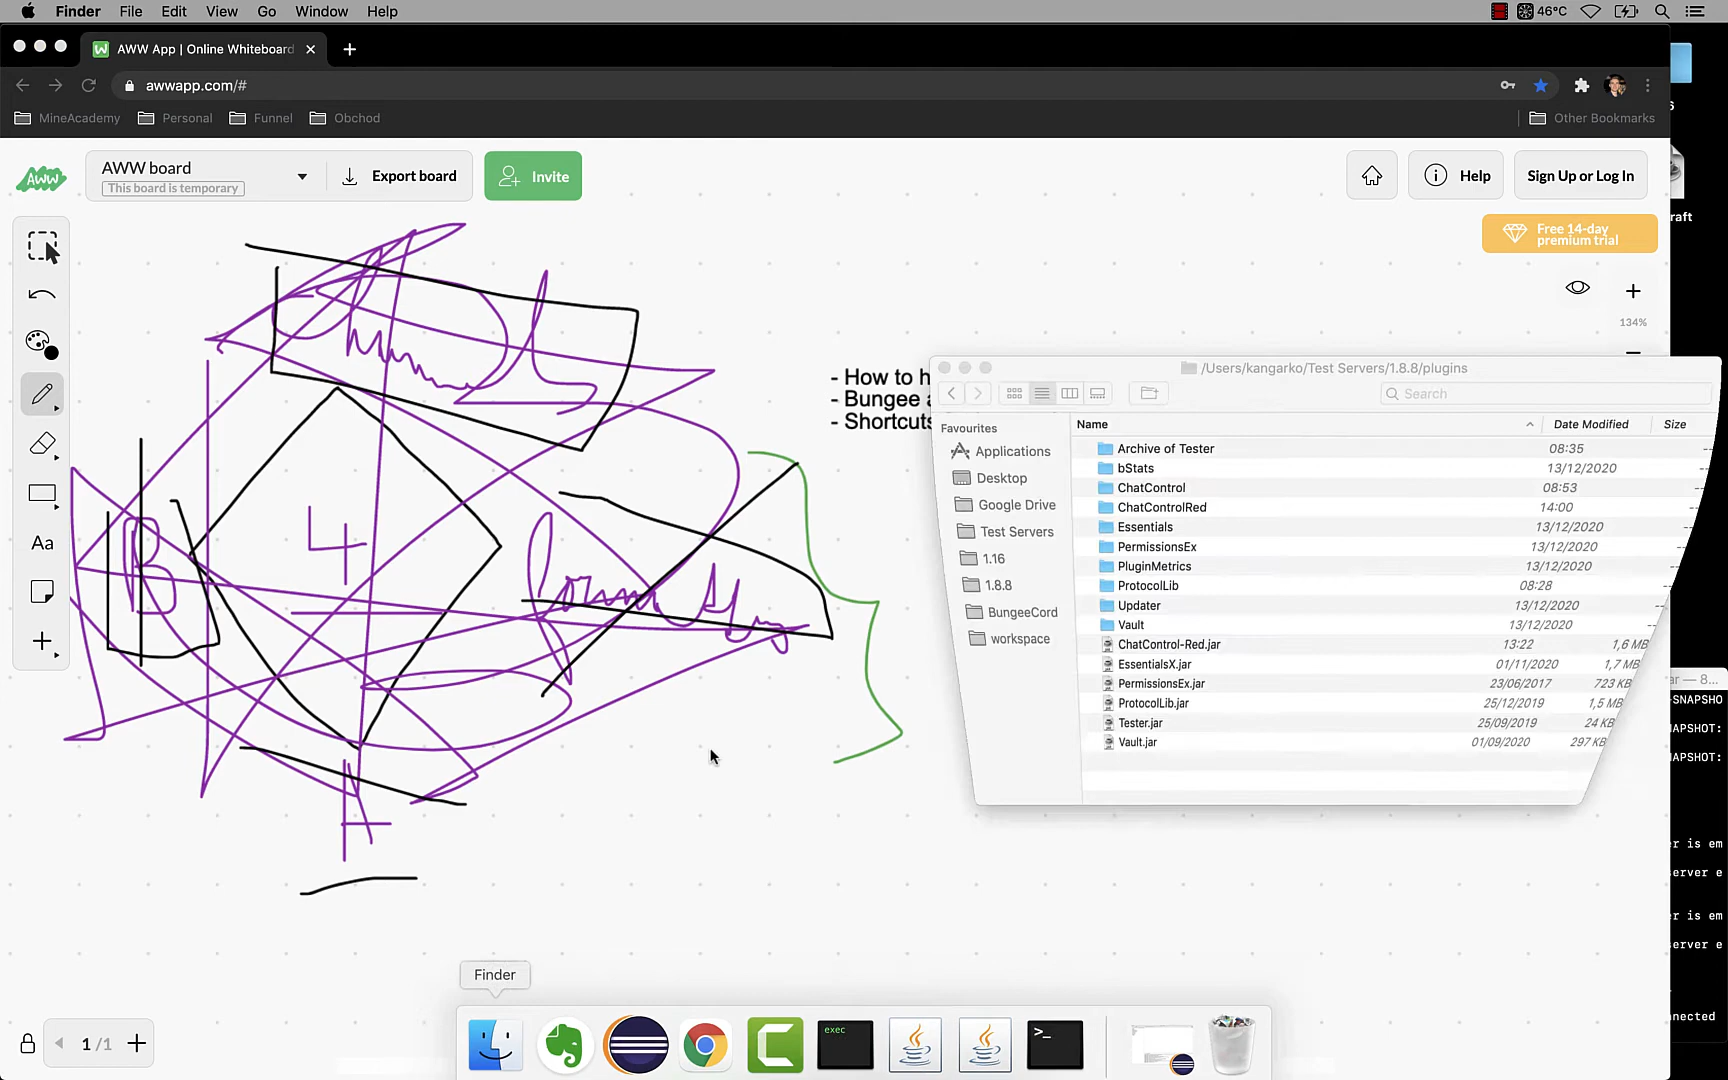 Finder File Edit View Go Window Help
46°C
AWW App | Online Whiteboard
awwapp.com/#
MineAcademy Personal Funnel Obchod
Other Bookmarks
AWW
AWW board
This board is temporary
Export board
Invite
Help
Sign Up or Log In
Free 14-day
premium trial
134%
Aa
- How to h
- Bungee
- Shortcuts
4
B
/Users/kangarko/Test Servers/1.8.8/plugins
Search
Favourites
Applications
Desktop
Google Drive
Test Servers
1.16
1.8.8
BungeeCord
workspace
Name Date Modified Size
Archive of Tester 08:35 --
bStats 13/12/2020 --
ChatControl 08:53 --
ChatControlRed 14:00 --
Essentials 13/12/2020 --
PermissionsEx 13/12/2020 --
PluginMetrics 13/12/2020 --
ProtocolLib 08:28 --
Updater 13/12/2020 --
Vault 13/12/2020 --
ChatControl-Red.jar 13:22 1,6 MB
EssentialsX.jar 01/11/2020 1,7 MB
PermissionsEx.jar 23/06/2017 723 KB
ProtocolLib.jar 25/12/2019 1,5 MB
Tester.jar 25/09/2019 24 KB
Vault.jar 01/09/2020 297 KB
raft
ar — 8...
SNAPSHO
APSHOT:
APSHOT:
r is em
erver e
r is em
erver e
nnected
Finder
exec
>_
1 /1